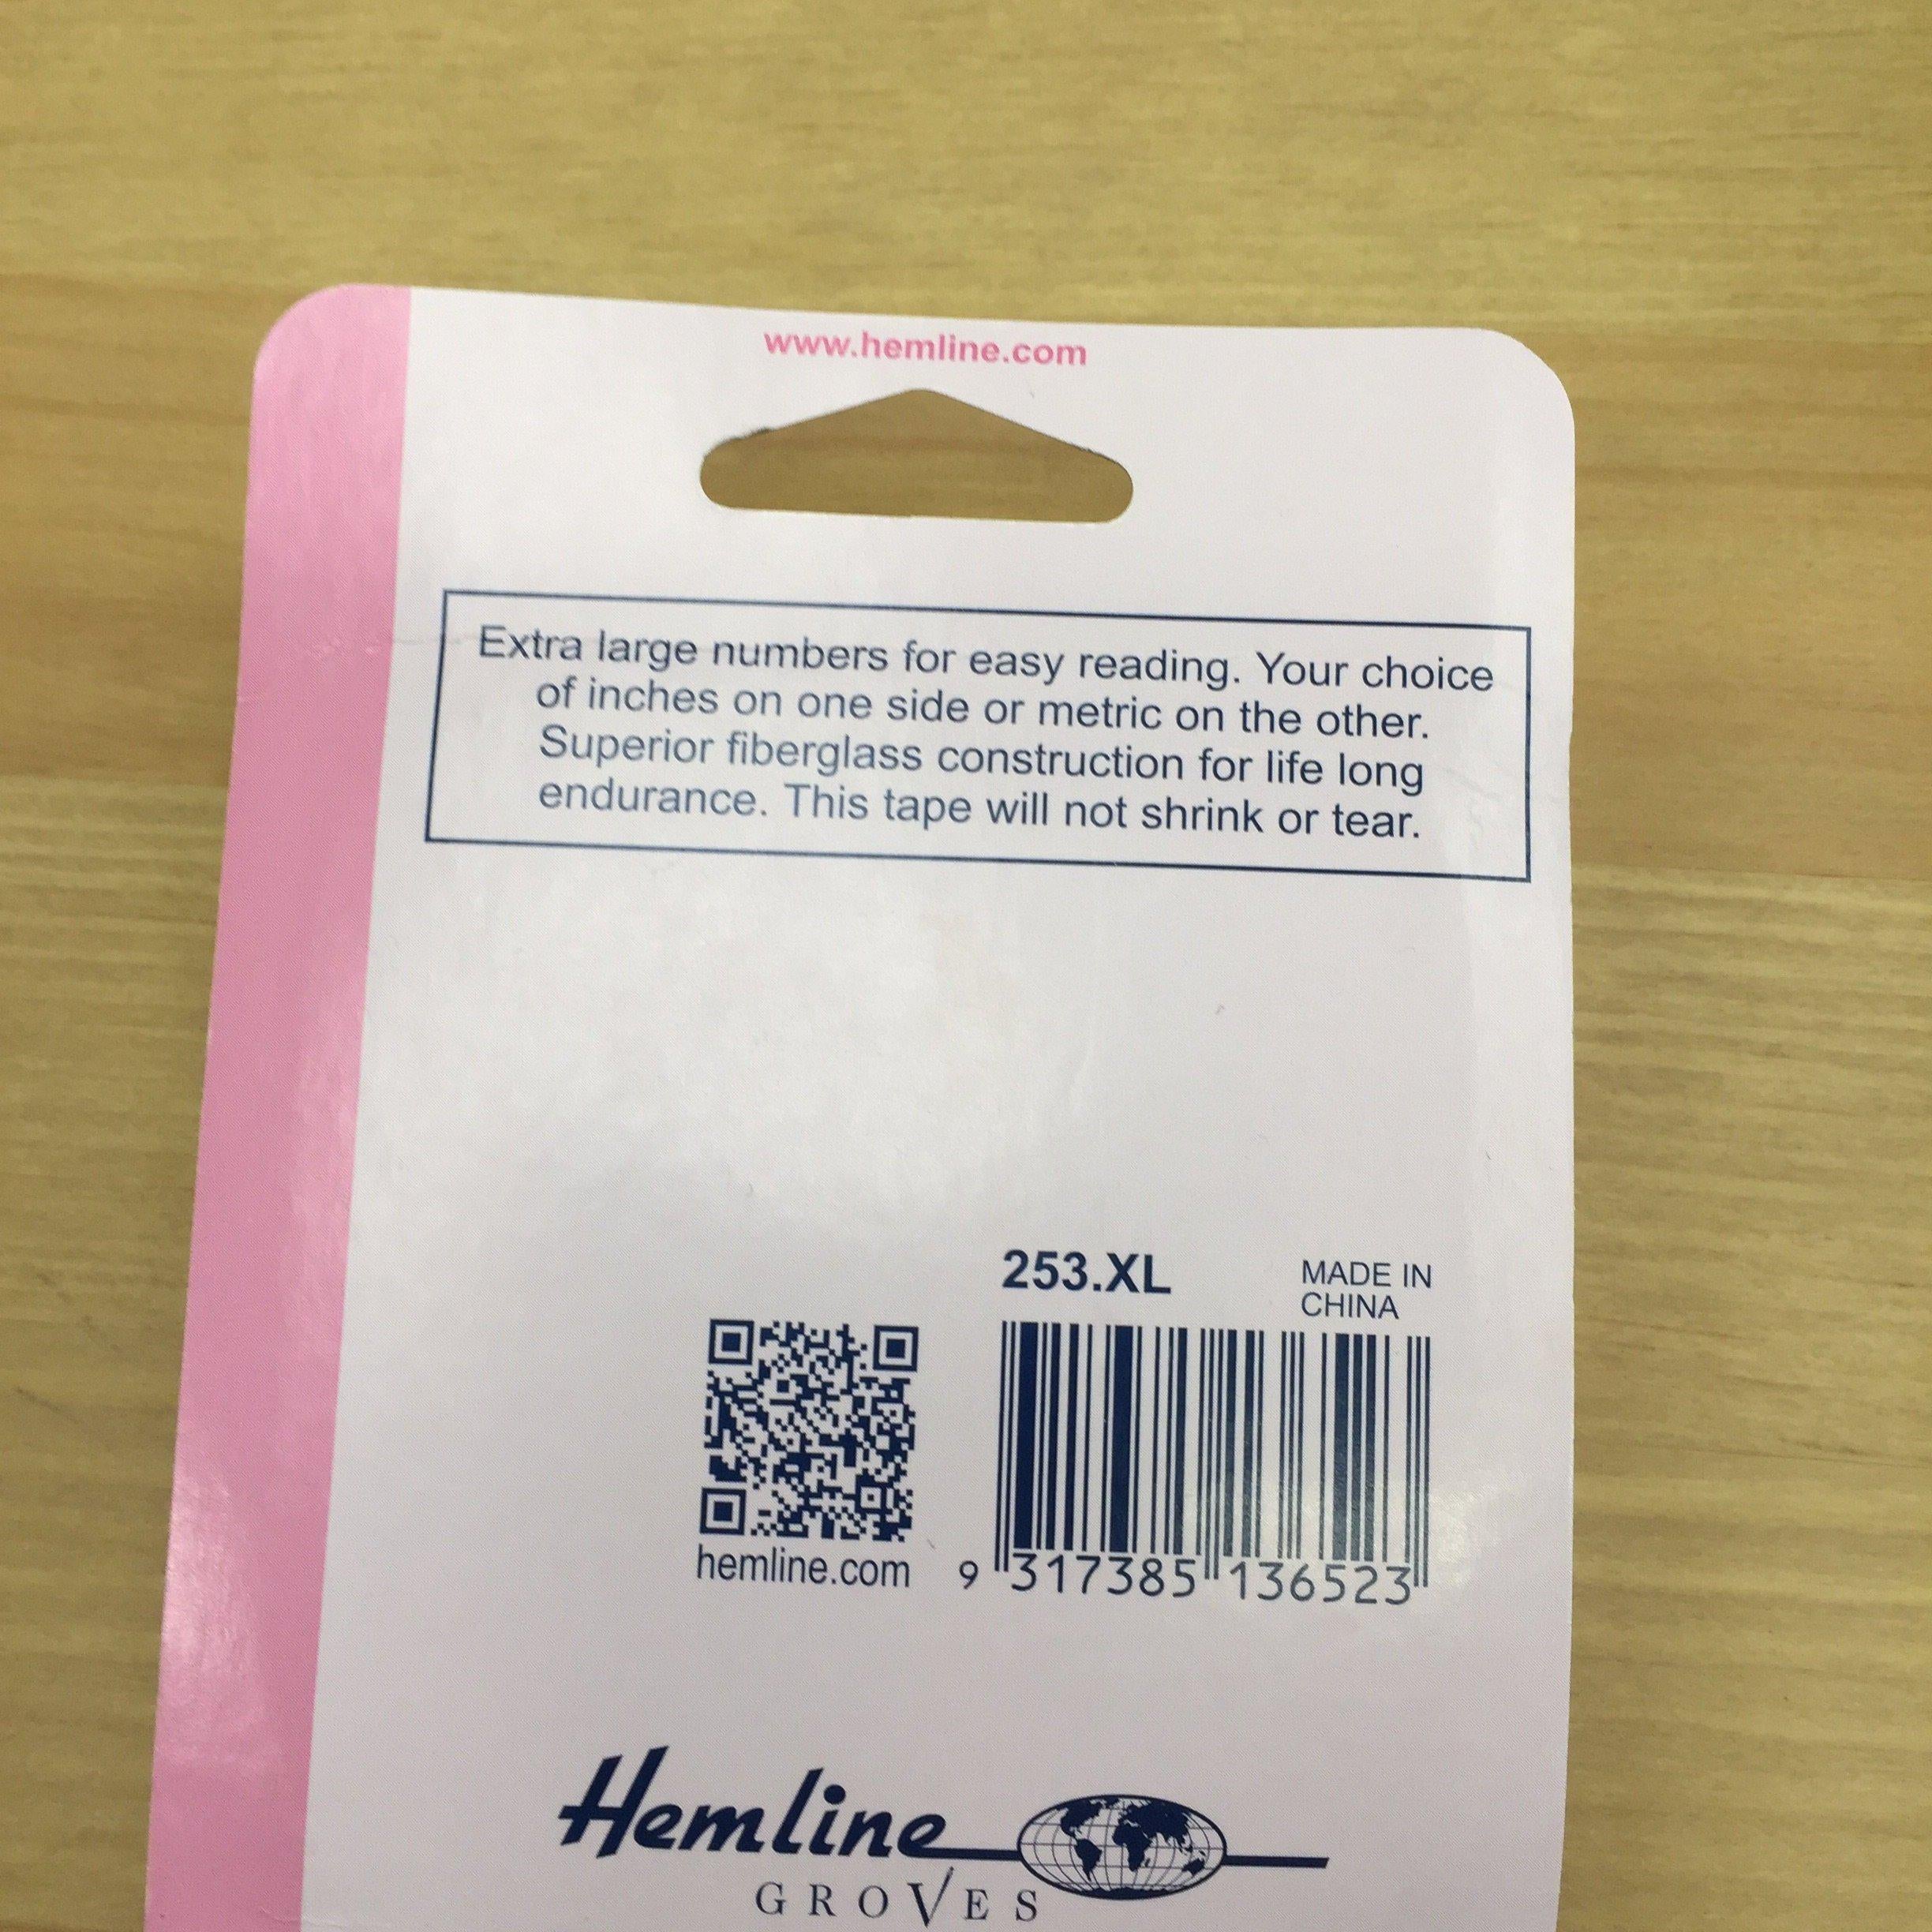 www.hemline.com
Extra large numbers for easy reading. Your choice
of inches on one side or metric on the other.
Superior fiberglass construction for life long
endurance. This tape will not shrink or tear.
253.XL
MADE IN
CHINA
hemline.com
9 317385 136523
Hemline
GROVES